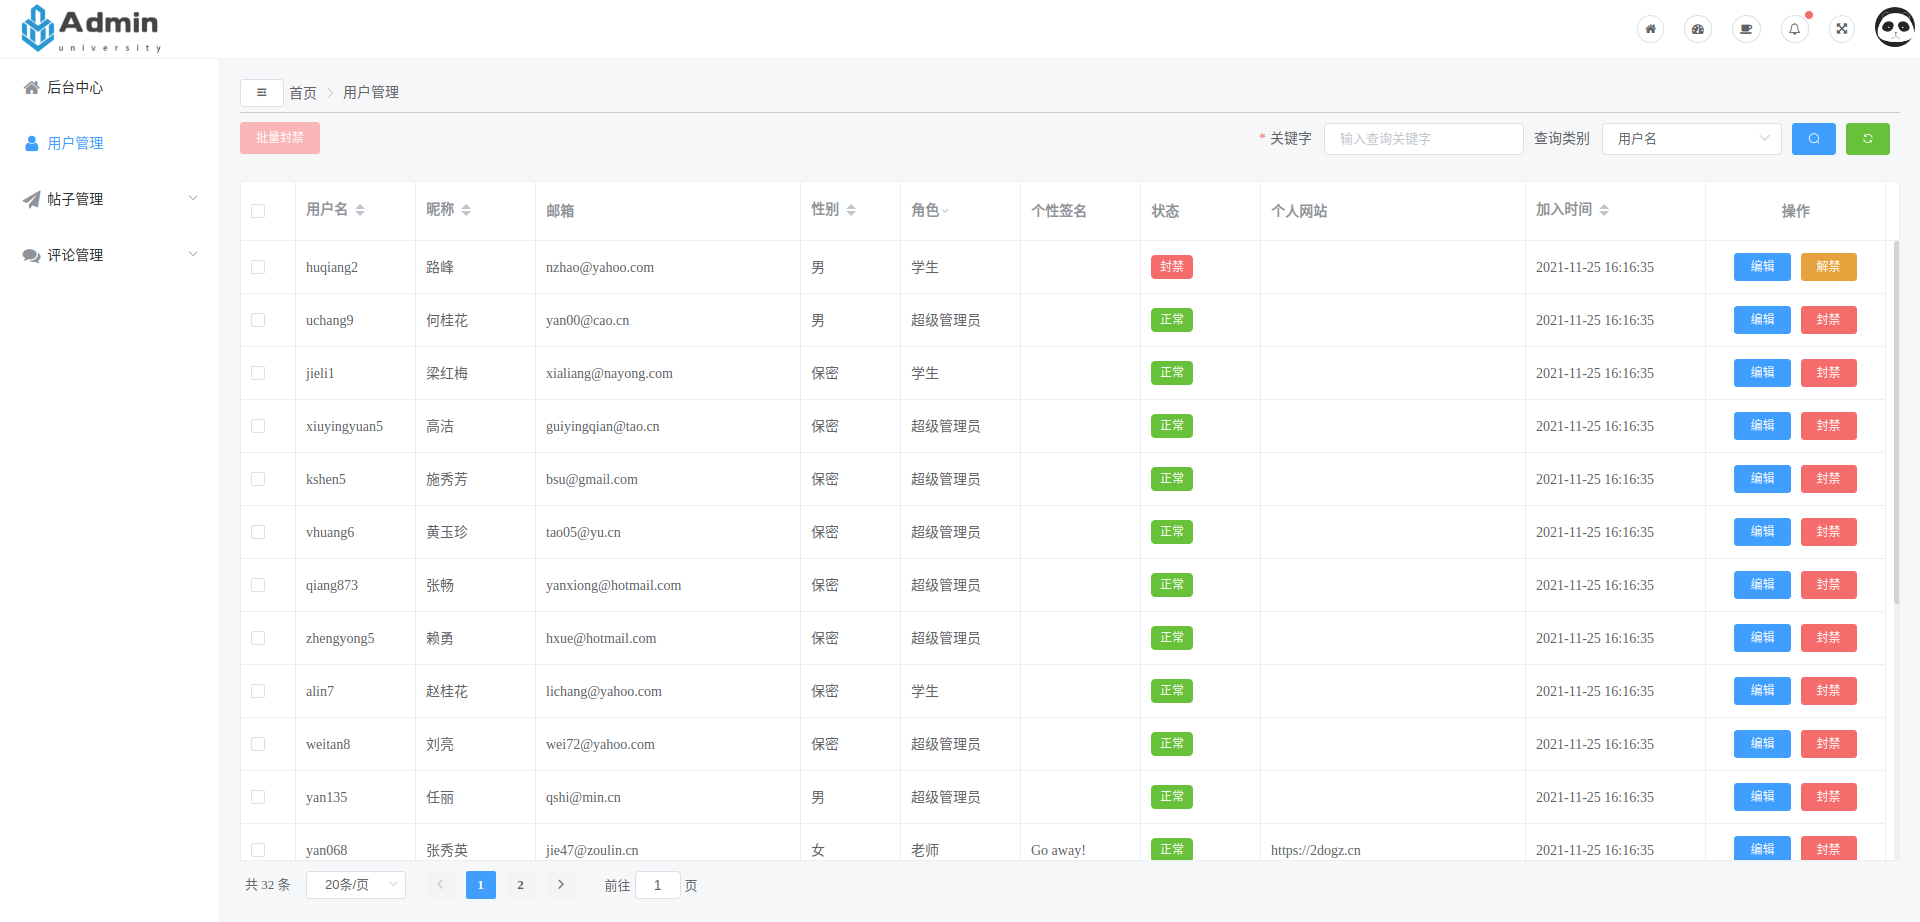 Admin
university
后台中心
用户管理
帖子管理
评论管理
首页 用户管理
批量封禁
* 关键字 输入查询关键字 查询类别 用户名
用户名 昵称 邮箱 性别 角色 个性签名 状态 个人网站 加入时间 操作
huqiang2 路峰 nzhao@yahoo.com 男 学生 封禁 2021-11-25 16:16:35 编辑 解禁
uchang9 何桂花 yan00@cao.cn 男 超级管理员 正常 2021-11-25 16:16:35 编辑 封禁
jieli1 梁红梅 xialiang@nayong.com 保密 学生 正常 2021-11-25 16:16:35 编辑 封禁
xiuyingyuan5 高洁 guiyingqian@tao.cn 保密 超级管理员 正常 2021-11-25 16:16:35 编辑 封禁
kshen5 施秀芳 bsu@gmail.com 保密 超级管理员 正常 2021-11-25 16:16:35 编辑 封禁
vhuang6 黄玉珍 tao05@yu.cn 保密 超级管理员 正常 2021-11-25 16:16:35 编辑 封禁
qiang873 张畅 yanxiong@hotmail.com 保密 超级管理员 正常 2021-11-25 16:16:35 编辑 封禁
zhengyong5 赖勇 hxue@hotmail.com 保密 超级管理员 正常 2021-11-25 16:16:35 编辑 封禁
alin7 赵桂花 lichang@yahoo.com 保密 学生 正常 2021-11-25 16:16:35 编辑 封禁
weitan8 刘亮 wei72@yahoo.com 保密 超级管理员 正常 2021-11-25 16:16:35 编辑 封禁
yan135 任丽 qshi@min.cn 男 超级管理员 正常 2021-11-25 16:16:35 编辑 封禁
yan068 张秀英 jie47@zoulin.cn 女 老师 Go away! 正常 https://2dogz.cn 2021-11-25 16:16:35 编辑 封禁
共 32 条 20条/页 1 2 前往 1 页